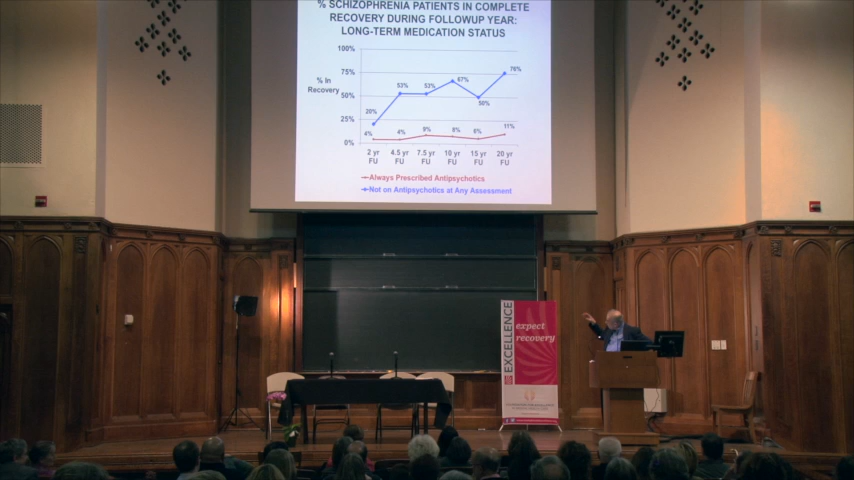 % SCHIZOPHRENIA PATIENTS IN COMPLETE
RECOVERY DURING FOLLOWUP YEAR:
LONG-TERM MEDICATION STATUS
100%
75%
50%
25%
0%
% In
Recovery
20%
53%
53%
67%
50%
76%
4%
4%
9%
8%
6%
11%
2 yr
FU
4.5 yr
FU
7.5 yr
FU
10 yr
FU
15 yr
FU
20 yr
FU
Always Prescribed Antipsychotics
Not on Antipsychotics at Any Assessment
EXCELLENCE
expect
recovery